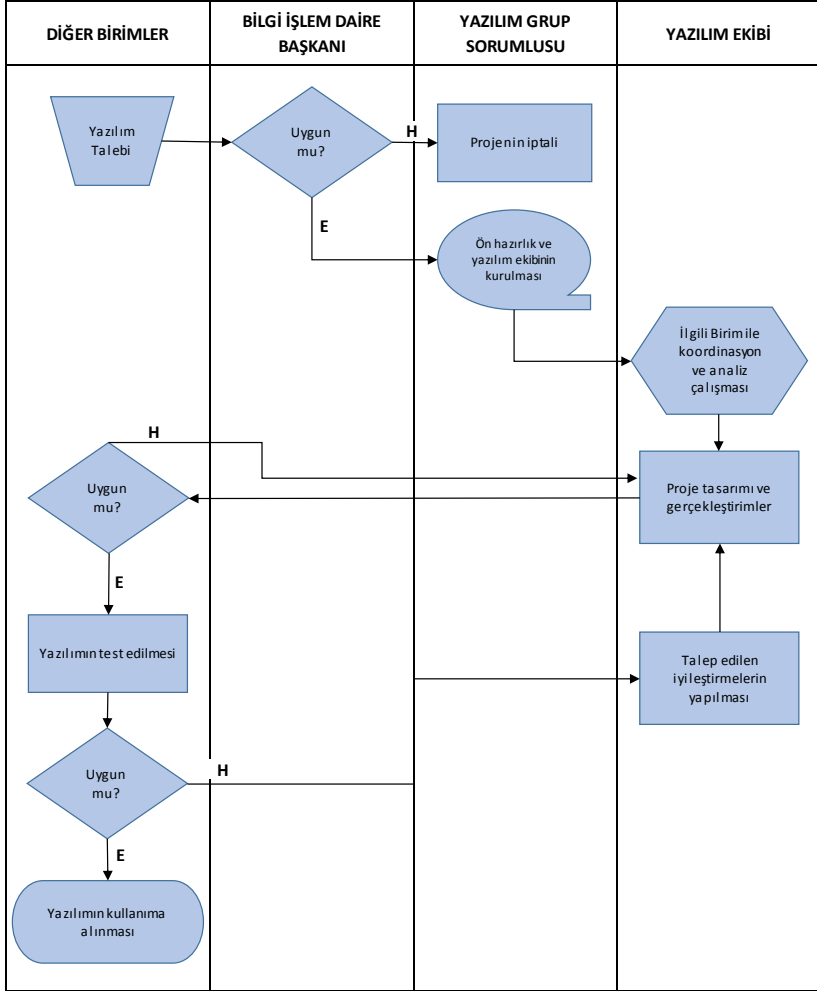 DİĞER BİRİMLER
BİLGİ İŞLEM DAİRE
BAŞKANI
YAZILIM GRUP
SORUMLUSU
YAZILIM EKİBİ
Yazılım
Talebi
Uygun
mu?
H
Projenin iptali
E
Ön hazırlık ve
yazılım ekibinin
kurulması
İlgili Birim ile
koordinasyon
ve analiz
çalışması
H
Uygun
mu?
Proje tasarımı ve
gerçekleştirimler
E
Yazılımın test edilmesi
Talep edilen
iyileştirmelerin
yapılması
Uygun
mu?
H
E
Yazılımın kullanıma
alınması